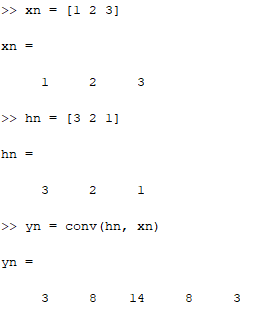 >> xn = [1 2 3]
xn =
1 2 3
>> hn = [3 2 1]
hn =
3 2 1
>> yn = conv(hn, xn)
yn =
3 8 14 8 3